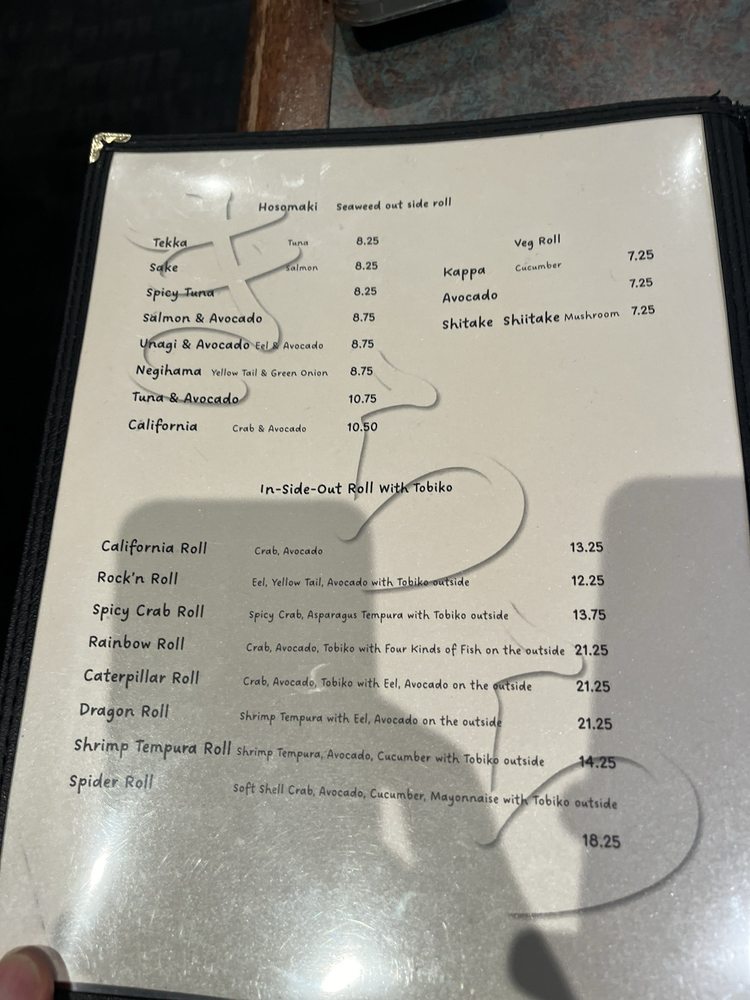 Hosomaki Seaweed out side roll
Tekka Tuna 8.25
Sake Salmon 8.25
Spicy Tuna 8.25
Salmon & Avocado 8.75
Unagi & Avocado Eel & Avocado 8.75
Negihama Yellow Tail & Green Onion 8.75
Tuna & Avocado 10.75
California Crab & Avocado 10.50
Veg Roll
Kappa Cucumber 7.25
Avocado 7.25
Shitake Shiitake Mushroom 7.25
In-Side-Out Roll With Tobiko
California Roll Crab, Avocado 13.25
Rock'n Roll Eel, Yellow Tail, Avocado with Tobiko outside 12.25
Spicy Crab Roll Spicy Crab, Asparagus Tempura with Tobiko outside 13.75
Rainbow Roll Crab, Avocado, Tobiko with Four Kinds of Fish on the outside 21.25
Caterpillar Roll Crab, Avocado, Tobiko with Eel, Avocado on the outside 21.25
Dragon Roll Shrimp Tempura with Eel, Avocado on the outside 21.25
Shrimp Tempura Roll Shrimp Tempura, Avocado, Cucumber with Tobiko outside 14.25
Spider Roll Soft Shell Crab, Avocado, Cucumber, Mayonnaise with Tobiko outside
18.25